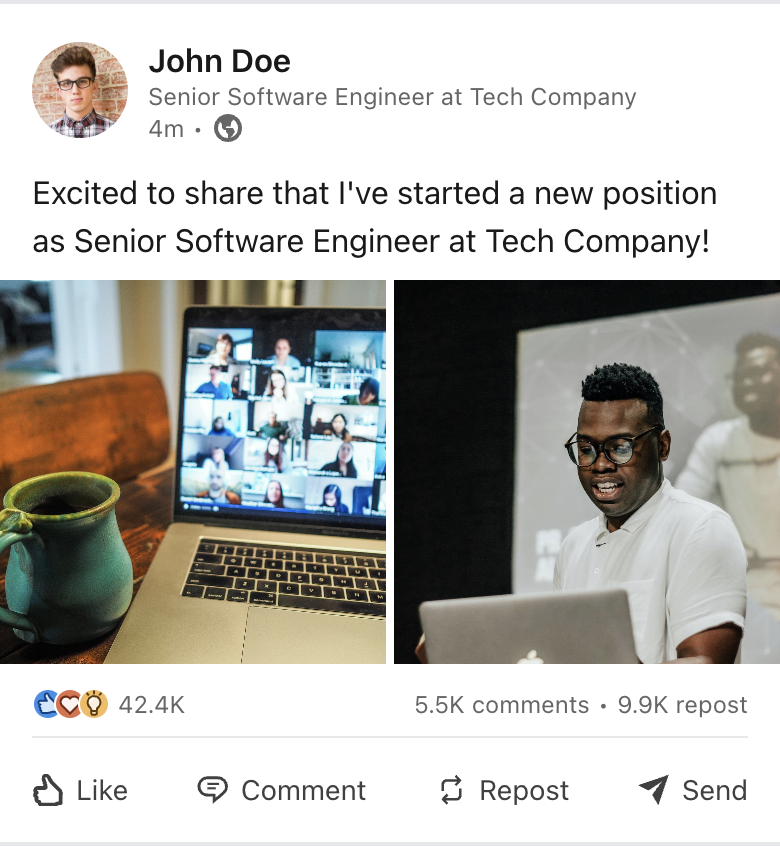 John Doe
Senior Software Engineer at Tech Company
4m •
Excited to share that I've started a new position
as Senior Software Engineer at Tech Company!
42.4K
5.5K comments • 9.9K repost
Like
Comment
Repost
Send